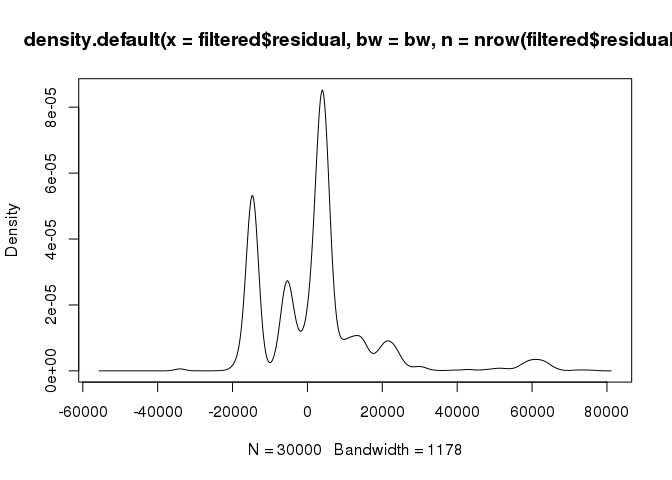 density.default(x = filtered$residual, bw = bw, n = nrow(filtered$residual
8e-05
6e-05
4e-05
2e-05
0e+00
Density
-60000 -40000 -20000 0 20000 40000 60000 80000
N = 30000 Bandwidth = 1178